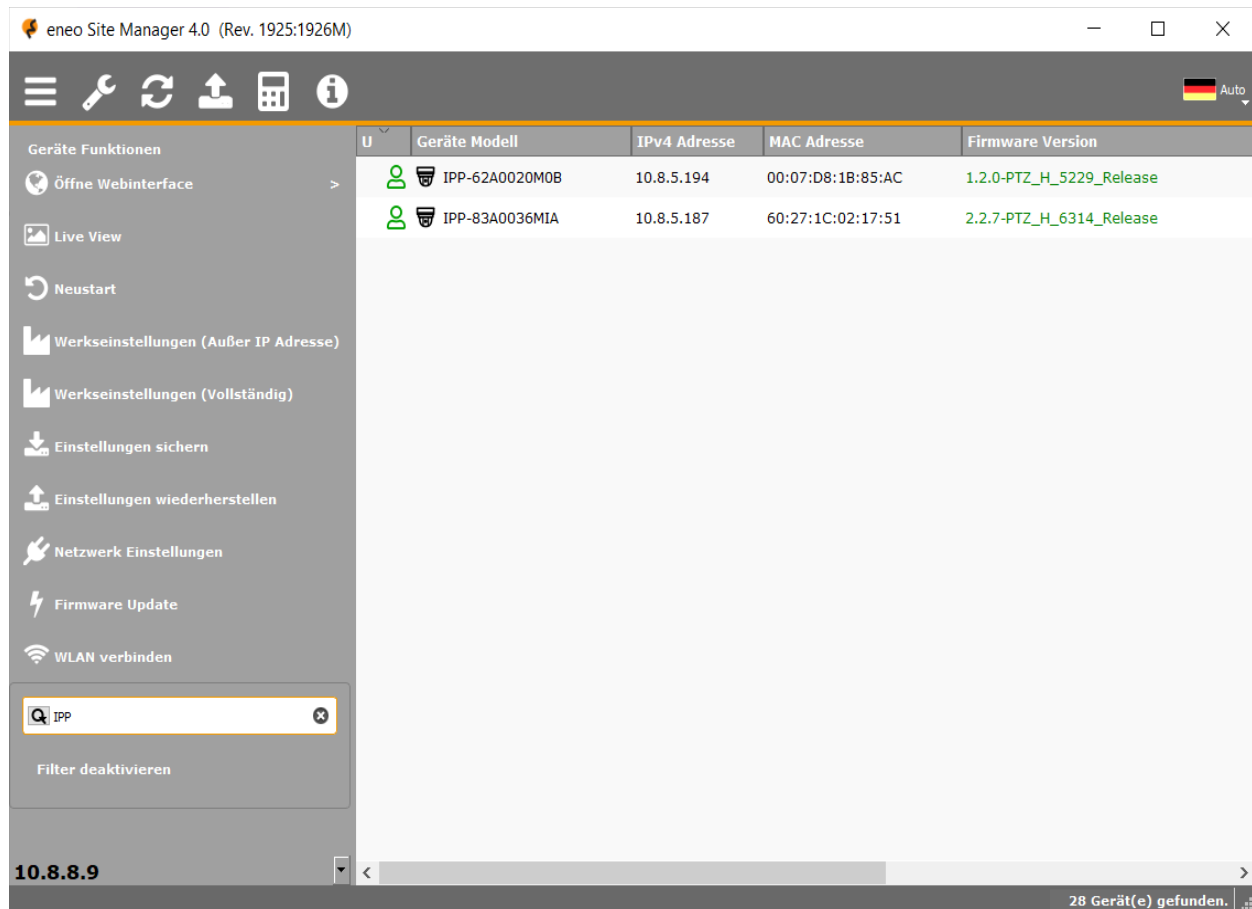 eneo Site Manager 4.0 (Rev. 1925:1926M)
Auto
Geräte Funktionen
Öffne Webinterface >
Live View
Neustart
Werkseinstellungen (Außer IP Adresse)
Werkseinstellungen (Vollständig)
Einstellungen sichern
Einstellungen wiederherstellen
Netzwerk Einstellungen
Firmware Update
WLAN verbinden
IPP
Filter deaktivieren
10.8.8.9
U Geräte Modell IPv4 Adresse MAC Adresse Firmware Version
IPP-62A0020M0B 10.8.5.194 00:07:D8:1B:85:AC 1.2.0-PTZ_H_5229_Release
IPP-83A0036MIA 10.8.5.187 60:27:1C:02:17:51 2.2.7-PTZ_H_6314_Release
28 Gerät(e) gefunden.